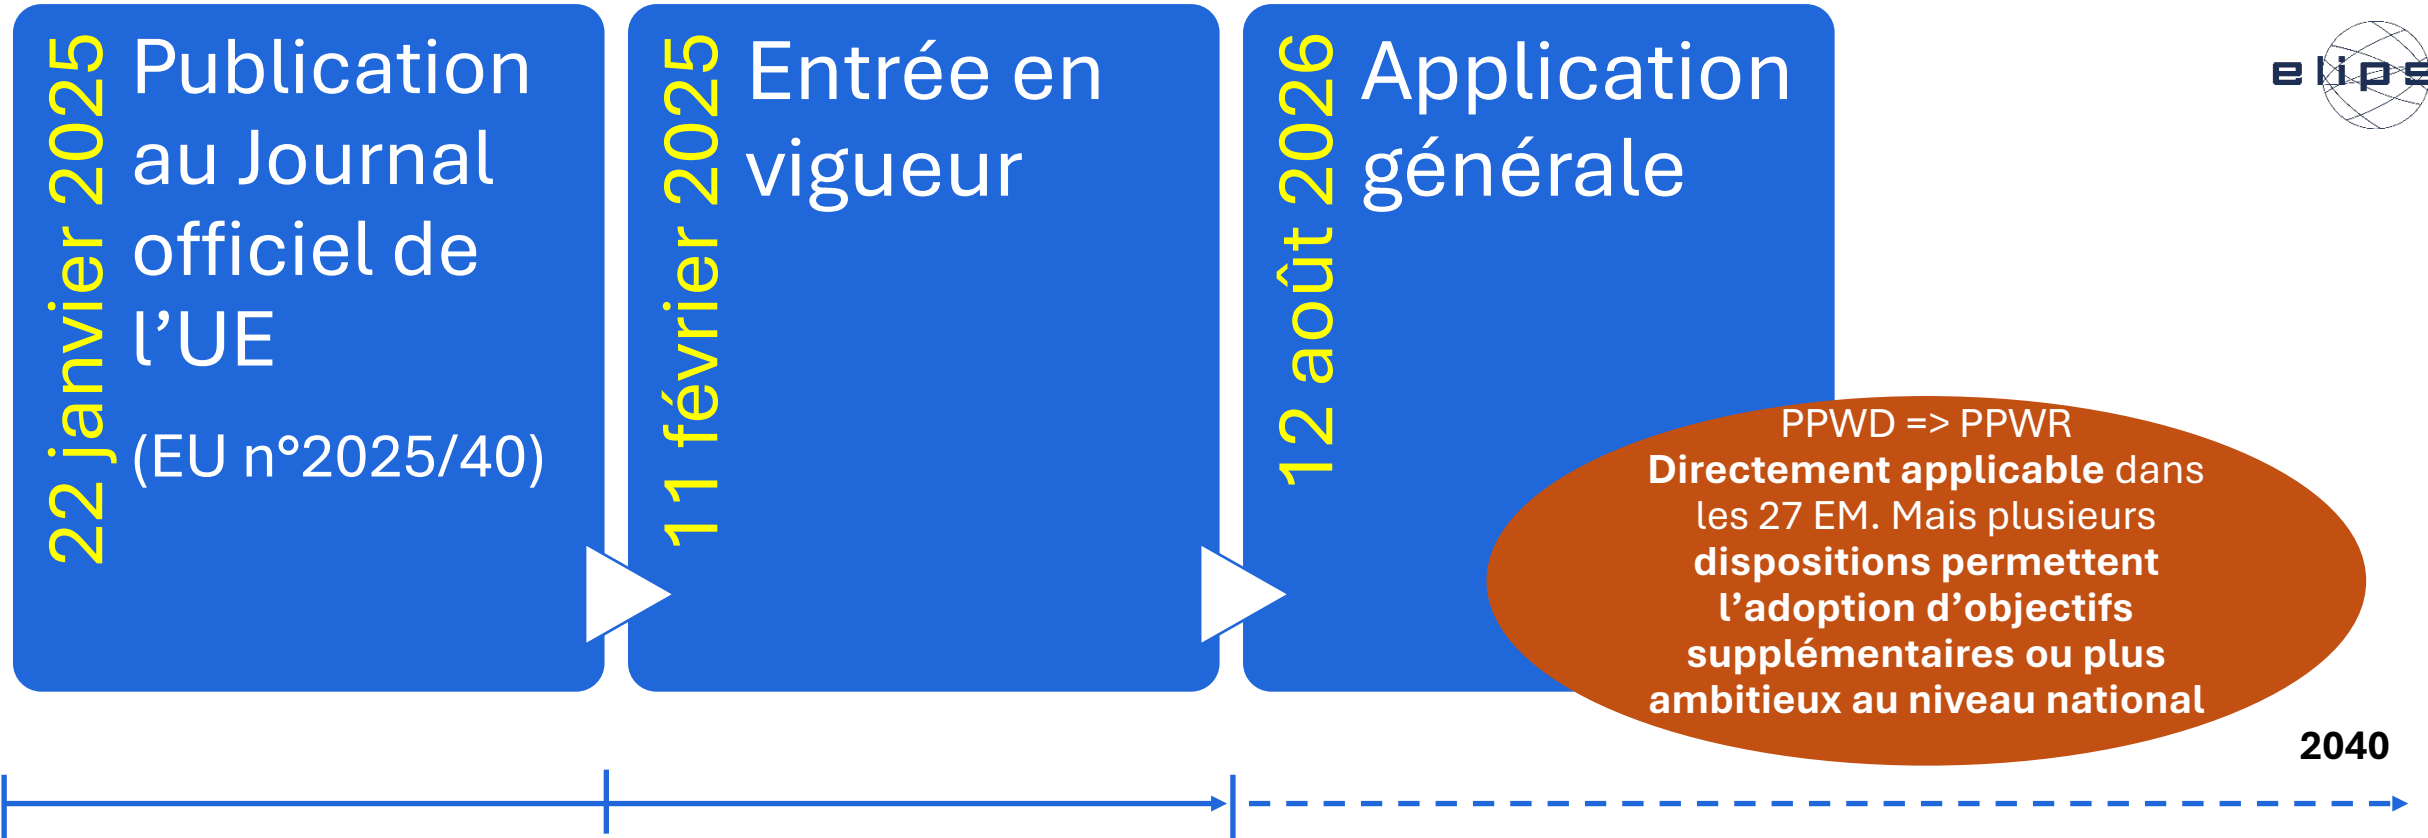 22 janvier 2025
Publication
au Journal
officiel de
l’UE
(EU n°2025/40)
11 février 2025
Entrée en
vigueur
12 août 2026
Application
générale
elips
PPWD => PPWR
Directement applicable dans
les 27 EM. Mais plusieurs
dispositions permettent
l’adoption d’objectifs
supplémentaires ou plus
ambitieux au niveau national
2040